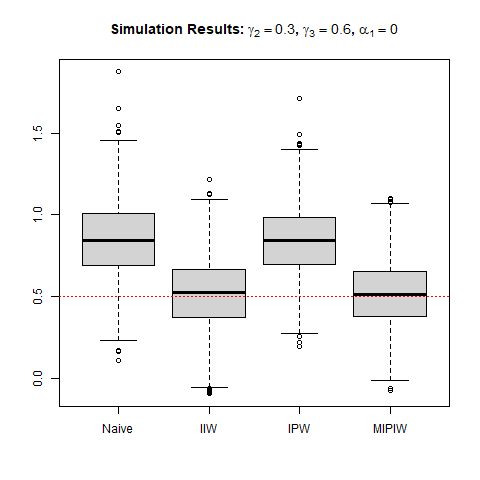 Simulation Results: γ₂ = 0.3, γ₃ = 0.6, α₁ = 0
1.5
1.0
0.5
0.0
Naive IIW IPW MIPIW